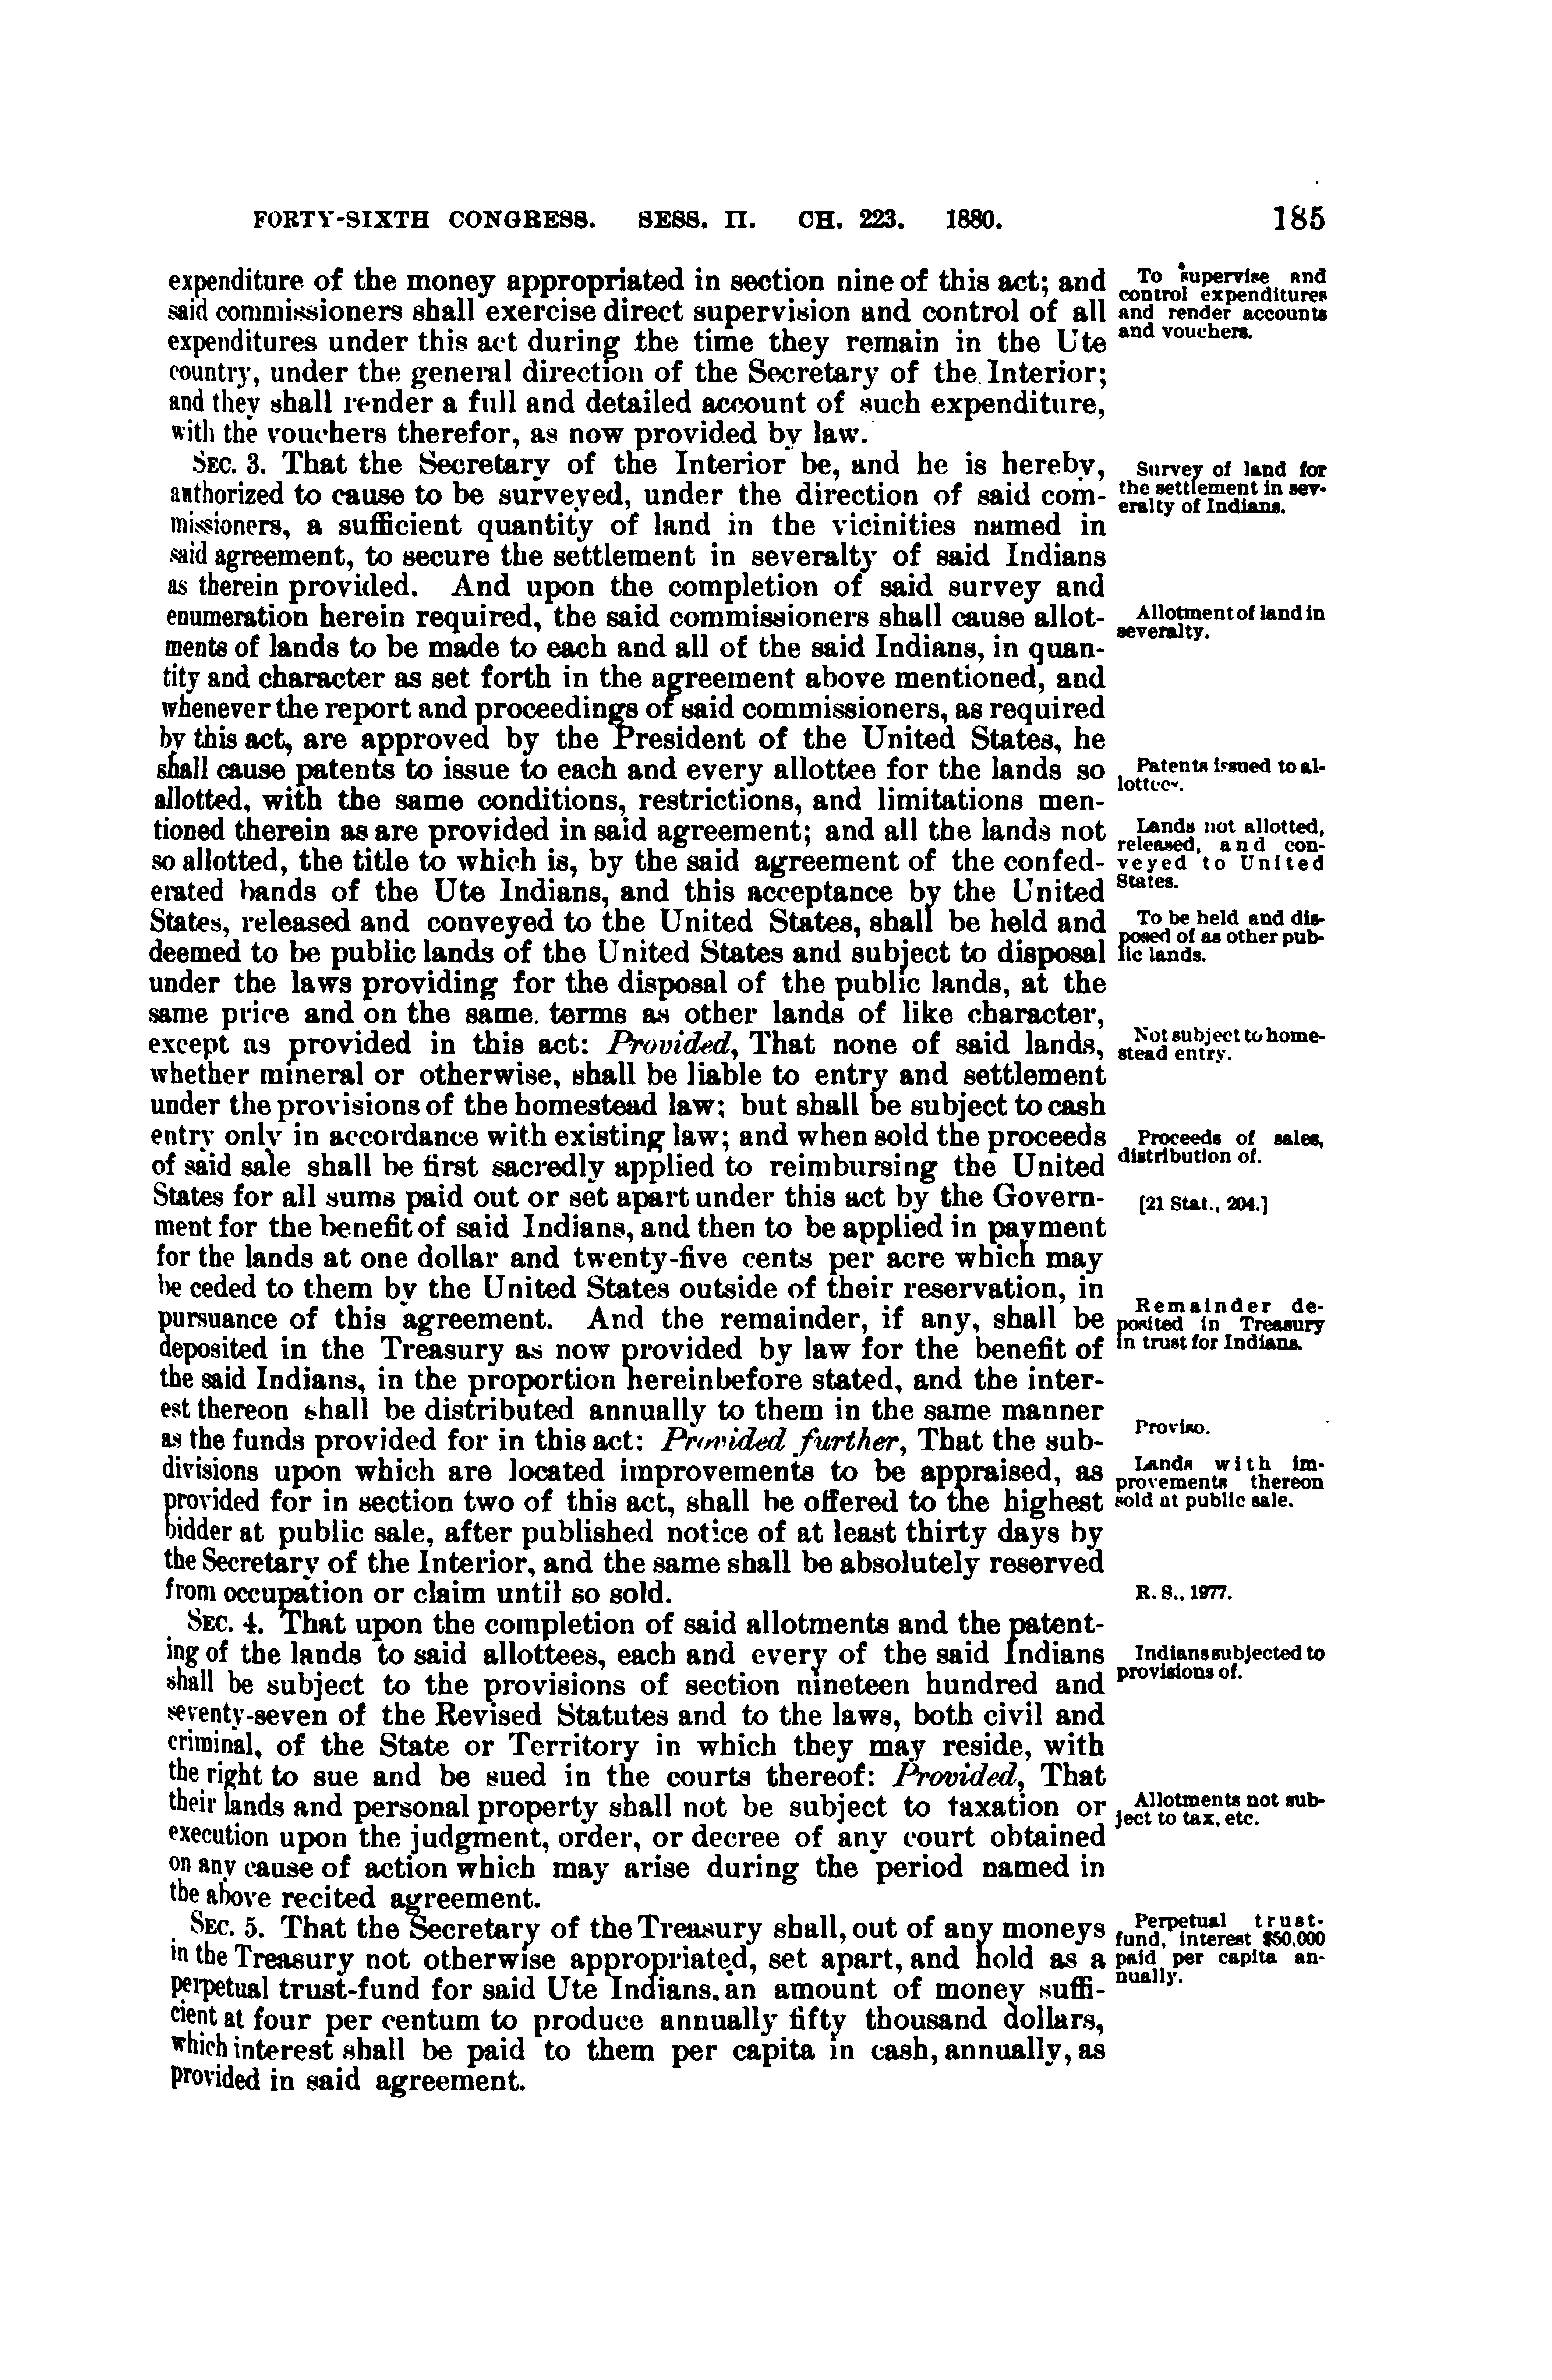 FORTY-SIXTH CONGRESS. SESS. II. CH. 223. 1880. 185
expenditure of the money appropriated in section nine of this act; and
said commissioners shall exercise direct supervision and control of all
expenditures under this act during the time they remain in the Ute
country, under the general direction of the Secretary of the Interior;
and they shall render a full and detailed account of such expenditure,
with the vouchers therefor, as now provided by law.
To supervise and
control expenditures
and render accounts
and vouchers.
SEC. 3. That the Secretary of the Interior be, and he is hereby,
authorized to cause to be surveyed, under the direction of said com-
missioners, a sufficient quantity of land in the vicinities named in
said agreement, to secure the settlement in severalty of said Indians
as therein provided. And upon the completion of said survey and
enumeration herein required, the said commissioners shall cause allot-
ments of lands to be made to each and all of the said Indians, in quan-
tity and character as set forth in the agreement above mentioned, and
whenever the report and proceedings of said commissioners, as required
by this act, are approved by the President of the United States, he
shall cause patents to issue to each and every allottee for the lands so
allotted, with the same conditions, restrictions, and limitations men-
tioned therein as are provided in said agreement; and all the lands not
so allotted, the title to which is, by the said agreement of the confed-
erated bands of the Ute Indians, and this acceptance by the United
States, released and conveyed to the United States, shall be held and
deemed to be public lands of the United States and subject to disposal
under the laws providing for the disposal of the public lands, at the
same price and on the same terms as other lands of like character,
except as provided in this act: Provided, That none of said lands,
whether mineral or otherwise, shall be liable to entry and settlement
under the provisions of the homestead law; but shall be subject to cash
entry only in accordance with existing law; and when sold the proceeds
of said sale shall be first sacredly applied to reimbursing the United
States for all sums paid out or set apart under this act by the Govern-
ment for the benefit of said Indians, and then to be applied in payment
for the lands at one dollar and twenty-five cents per acre which may
be ceded to them by the United States outside of their reservation, in
pursuance of this agreement. And the remainder, if any, shall be
deposited in the Treasury as now provided by law for the benefit of
the said Indians, in the proportion hereinbefore stated, and the inter-
est thereon shall be distributed annually to them in the same manner
as the funds provided for in this act: Provided further, That the sub-
divisions upon which are located improvements to be appraised, as
provided for in section two of this act, shall be offered to the highest
bidder at public sale, after published notice of at least thirty days by
the Secretary of the Interior, and the same shall be absolutely reserved
from occupation or claim until so sold.
Survey of land for
the settlement in sev-
eralty of Indians.
Allotment of land in
severalty.
Patents issued to al-
lottees.
Lands not allotted,
released, and con-
veyed to United
States.
To be held and dis-
posed of as other pub-
lic lands.
Not subject to home-
stead entry.
Proceeds of sales,
distribution of.
[21 Stat., 204.]
Remainder de-
posited in Treasury
in trust for Indians.
Proviso.
Lands with im-
provements thereon
sold at public sale.
SEC. 4. That upon the completion of said allotments and the patent-
ing of the lands to said allottees, each and every of the said Indians
shall be subject to the provisions of section nineteen hundred and
seventy-seven of the Revised Statutes and to the laws, both civil and
criminal, of the State or Territory in which they may reside, with
the right to sue and be sued in the courts thereof: Provided, That
their lands and personal property shall not be subject to taxation or
execution upon the judgment, order, or decree of any court obtained
on any cause of action which may arise during the period named in
the above recited agreement.
R. S., 1977.
Indians subjected to
provisions of.
Allotments not sub-
ject to tax, etc.
SEC. 5. That the Secretary of the Treasury shall, out of any moneys
in the Treasury not otherwise appropriated, set apart, and hold as a
perpetual trust-fund for said Ute Indians, an amount of money suffi-
cient at four per centum to produce annually fifty thousand dollars,
which interest shall be paid to them per capita in cash, annually, as
provided in said agreement.
Perpetual trust-
fund, interest $50,000
paid per capita an-
nually.